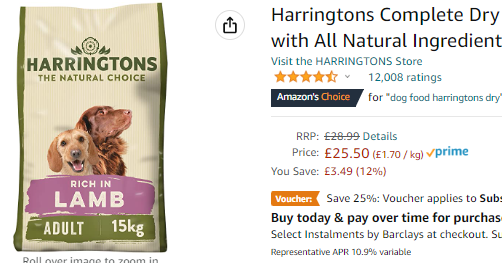 HARRINGTONS
THE NATURAL CHOICE
RICH IN
LAMB
ADULT 15kg
Roll over image to zoom in
Harringtons Complete Dry
with All Natural Ingredient
Visit the Harringtons Store
12,008 ratings
Amazon's Choice for "dog food harringtons dry"
RRP: £28.99 Details
Price: £25.50 (£1.70 / kg) prime
You Save: £3.49 (12%)
Voucher: Save 25%: Voucher applies to Subs
Buy today & pay over time for purchas
Select Instalments by Barclays at checkout. Su
Representative APR 10.9% variable